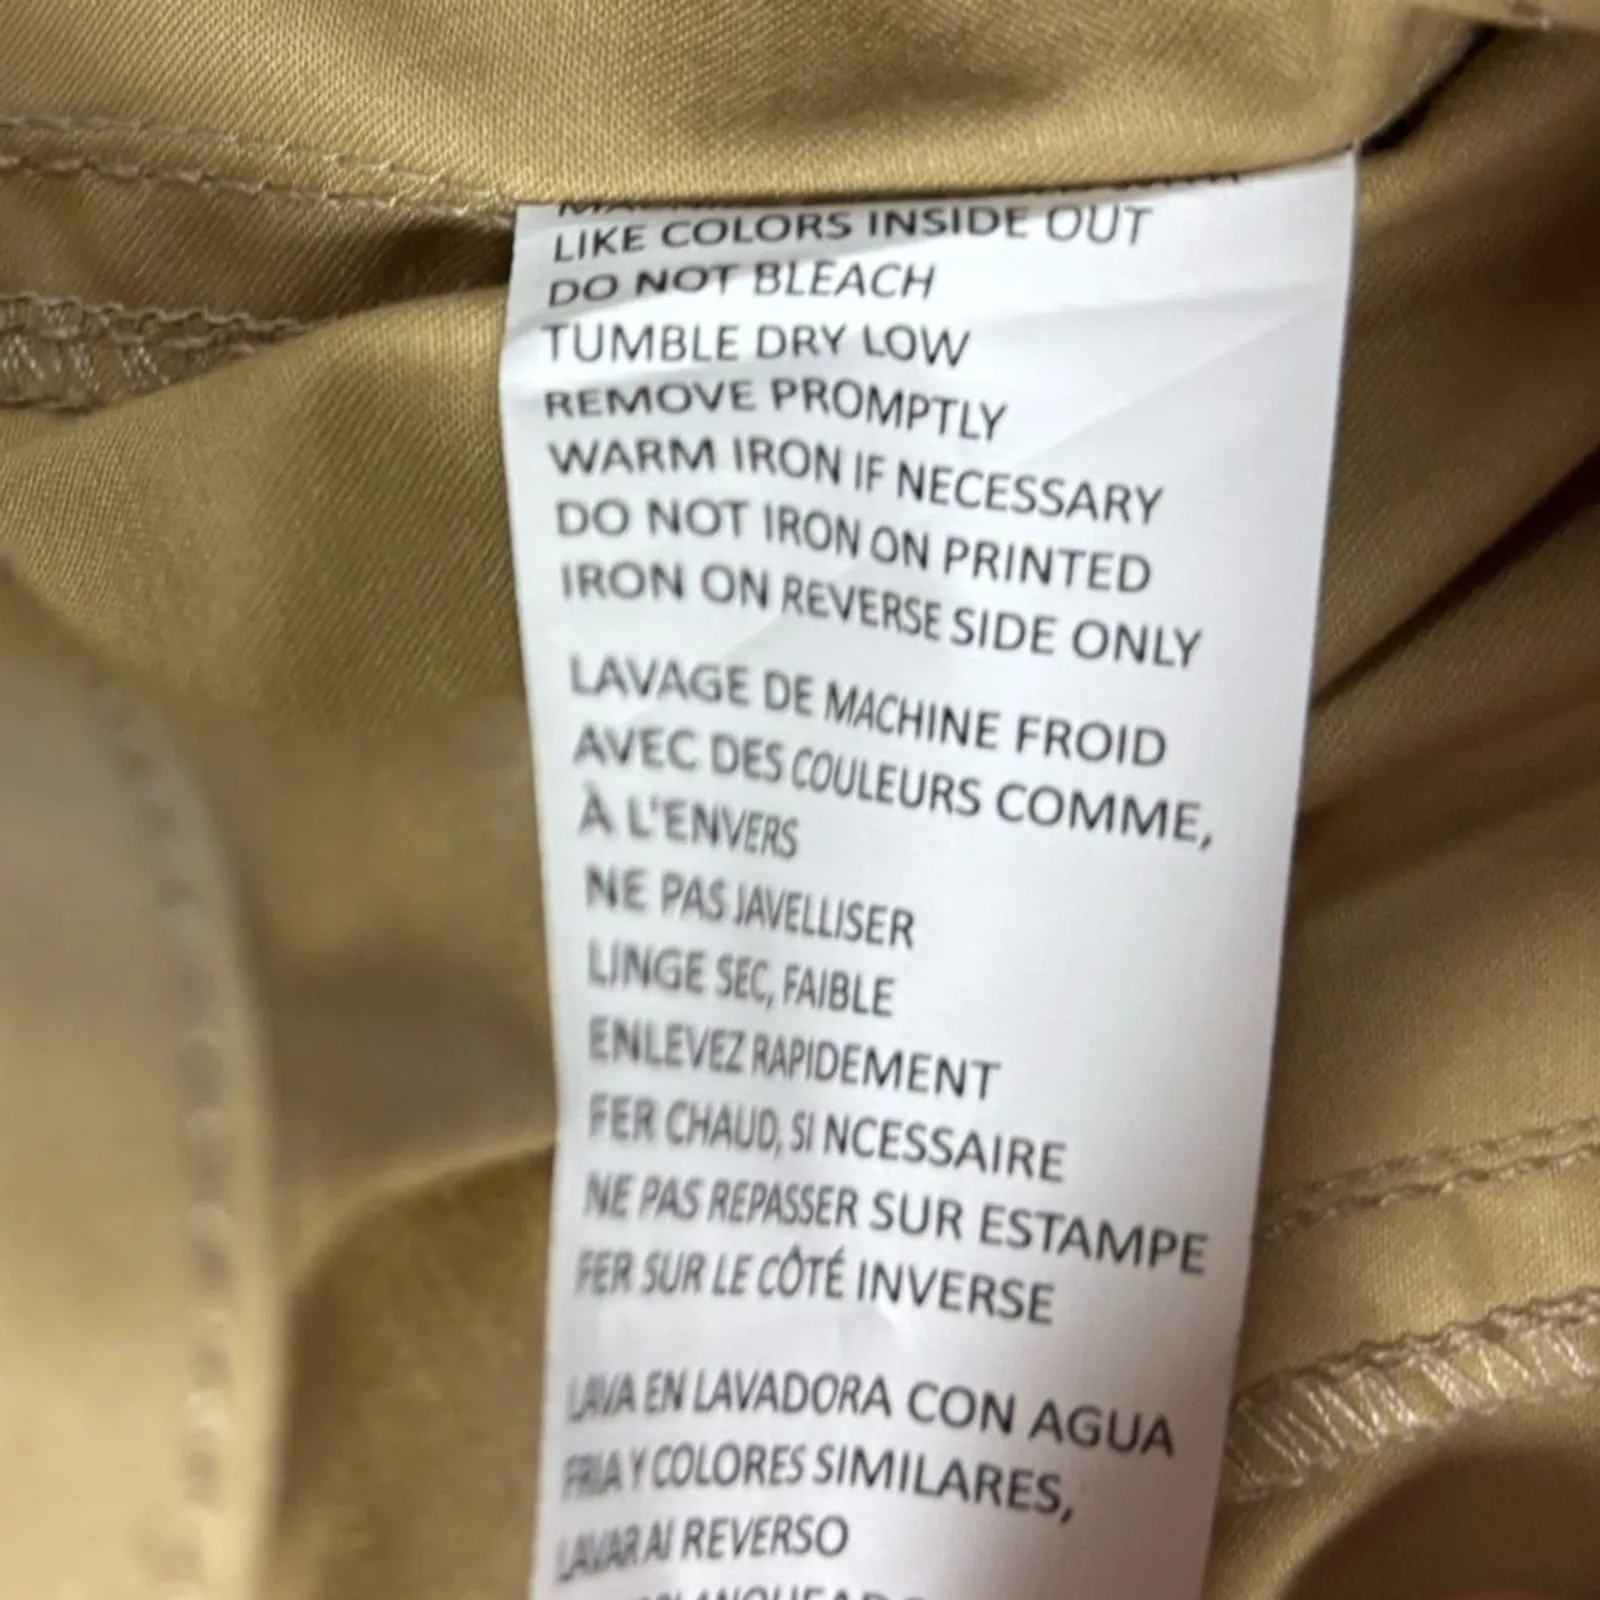 LIKE COLORS INSIDE OUT
DO NOT BLEACH
TUMBLE DRY LOW
REMOVE PROMPTLY
WARM IRON IF NECESSARY
DO NOT IRON ON PRINTED
IRON ON REVERSE SIDE ONLY
LAVAGE DE MACHINE FROID
AVEC DES COULEURS COMME,
À L'ENVERS
NE PAS JAVELLISER
LINGE SEC, FAIBLE
ENLEVEZ RAPIDEMENT
FER CHAUD, SI NCESSAIRE
NE PAS REPASSER SUR ESTAMPE
FER SUR LE CÔTÉ INVERSE
LAVA EN LAVADORA CON AGUA
FRIA Y COLORES SIMILARES,
LAVAR AI REVERSO